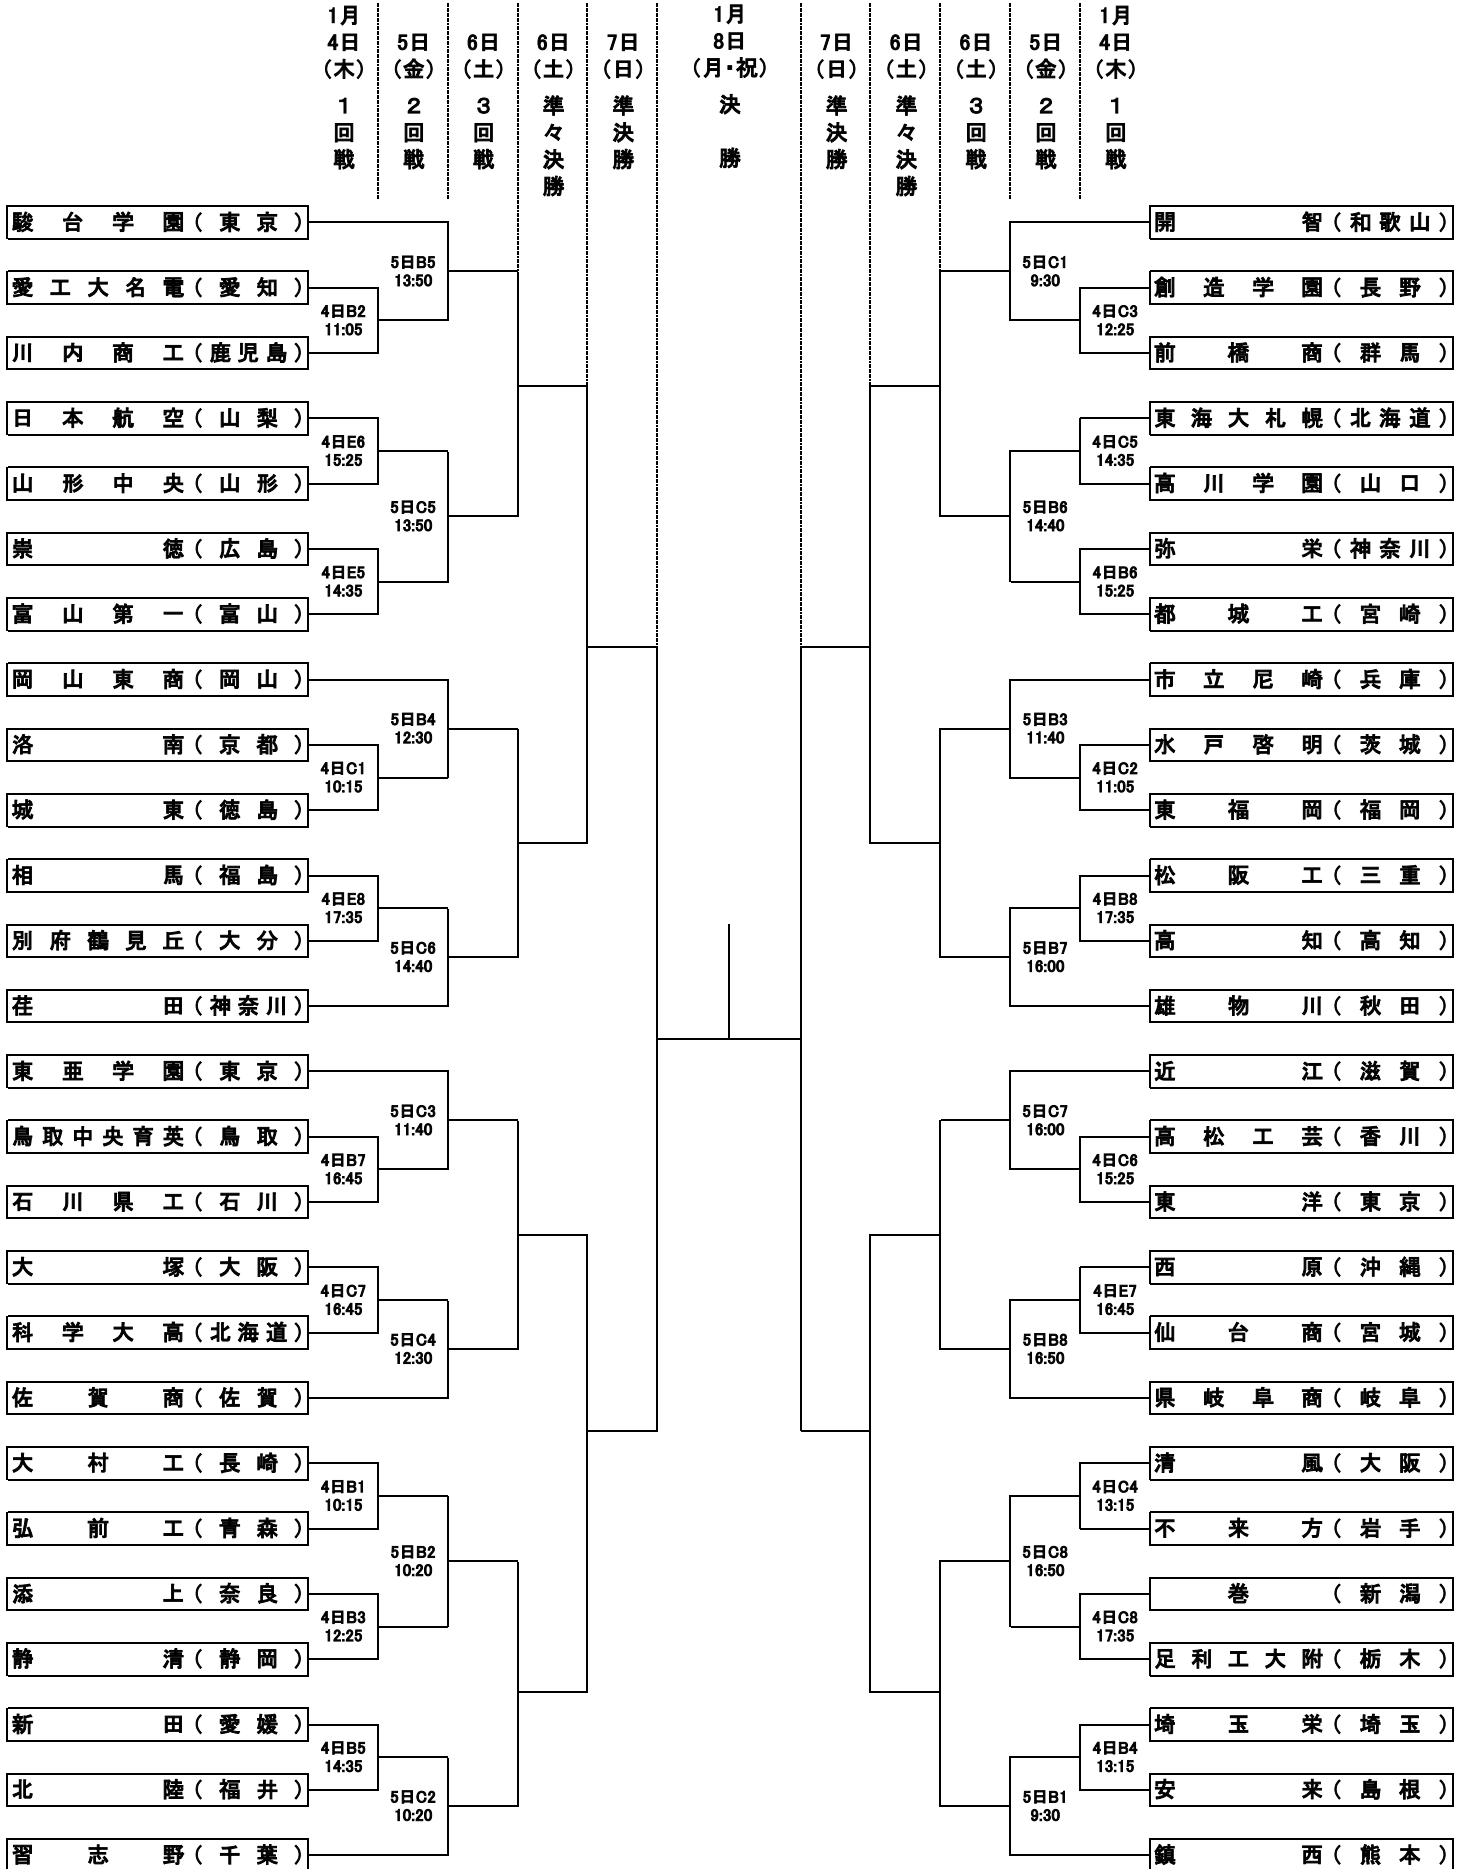 1月
4日
（木）
1回戦
5日
（金）
2回戦
6日
（土）
3回戦
6日
（土）
準々決勝
7日
（日）
準決勝
1月
8日
（月・祝）
決勝
7日
（日）
準決勝
6日
（土）
準々決勝
6日
（土）
3回戦
5日
（金）
2回戦
1月
4日
（木）
1回戦
駿台学園（東京）
愛工大名電（愛知）
川内商工（鹿児島）
日本航空（山梨）
山形中央（山形）
崇徳（広島）
富山第一（富山）
岡山東商（岡山）
洛南（京都）
城東（徳島）
相馬（福島）
別府鶴見丘（大分）
荏田（神奈川）
東亜学園（東京）
鳥取中央育英（鳥取）
石川県工（石川）
大塚（大阪）
科学大高（北海道）
佐賀商（佐賀）
大村工（長崎）
弘前工（青森）
添上（奈良）
静清（静岡）
新田（愛媛）
北陸（福井）
習志野（千葉）
4日B2
11:05
4日E6
15:25
4日E5
14:35
4日C1
10:15
4日E8
17:35
4日B7
16:45
4日C7
16:45
4日B1
10:15
4日B3
12:25
4日B5
14:35
5日B5
13:50
5日C5
13:50
5日B4
12:30
5日C6
14:40
5日C3
11:40
5日C4
12:30
5日B2
10:20
5日C2
10:20
5日C1
9:30
5日B6
14:40
5日B3
11:40
5日B7
16:00
5日C7
16:00
5日B8
16:50
5日C8
16:50
5日B1
9:30
4日C3
12:25
4日C5
14:35
4日B6
15:25
4日C2
11:05
4日B8
17:35
4日C6
15:25
4日E7
16:45
4日C4
13:15
4日C8
17:35
4日B4
13:15
開智（和歌山）
創造学園（長野）
前橋商（群馬）
東海大札幌（北海道）
高川学園（山口）
弥栄（神奈川）
都城工（宮崎）
市立尼崎（兵庫）
水戸啓明（茨城）
東福岡（福岡）
松阪工（三重）
高知（高知）
雄物川（秋田）
近江（滋賀）
高松工芸（香川）
東洋（東京）
西原（沖縄）
仙台商（宮城）
県岐阜商（岐阜）
清風（大阪）
不来方（岩手）
巻（新潟）
足利工大附（栃木）
埼玉栄（埼玉）
安来（島根）
鎮西（熊本）